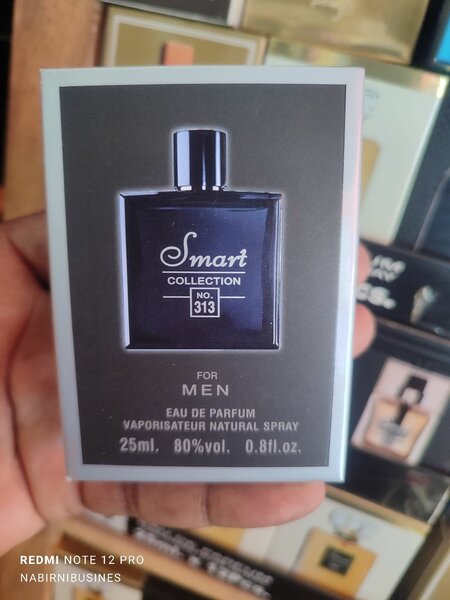 Smart
COLLECTION
NO.
313
FOR
MEN
EAU DE PARFUM
VAPORISATEUR NATURAL SPRAY
25ml. 80%vol. 0.8fl.oz.
REDMI NOTE 12 PRO
NABIRNIBUSINES